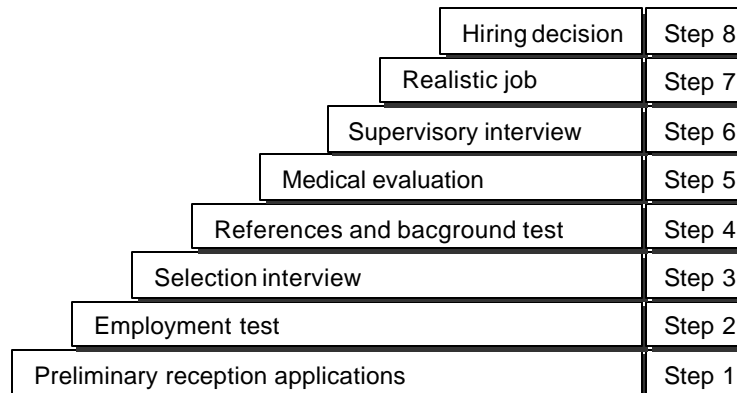 Hiring decision Step 8
Realistic job Step 7
Supervisory interview Step 6
Medical evaluation Step 5
References and bacground test Step 4
Selection interview Step 3
Employment test Step 2
Preliminary reception applications Step 1